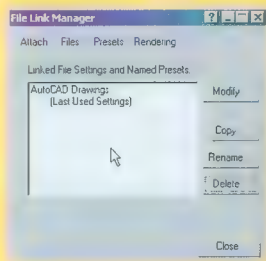 File Link Manager
Attach Files Presets Rendering
Linked File Settings and Named Presets
AutoCAD Drawings
(Last Used Settings)
Modify
Copy
Rename
Delete
Close